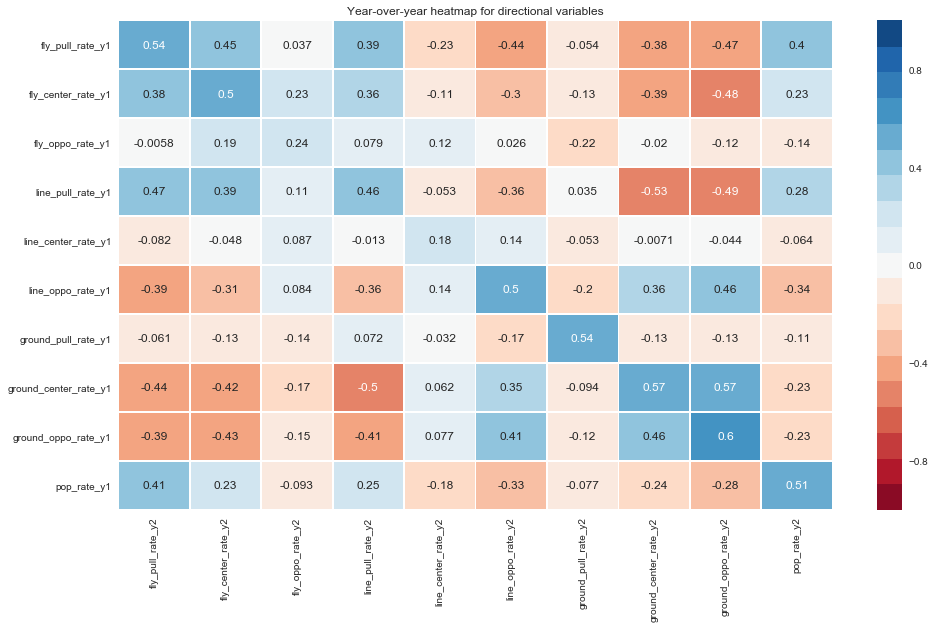 Year-over-year heatmap for directional variables
fly_pull_rate_y1 0.54 0.45 0.037 0.39 -0.23 -0.44 -0.054 -0.38 -0.47 0.4
fly_center_rate_y1 0.38 0.5 0.23 0.36 -0.11 -0.3 -0.13 -0.39 -0.48 0.23
fly_oppo_rate_y1 -0.0058 0.19 0.24 0.079 0.12 0.026 -0.22 -0.02 -0.12 -0.14
line_pull_rate_y1 0.47 0.39 0.11 0.46 -0.053 -0.36 0.035 -0.53 -0.49 0.28
line_center_rate_y1 -0.082 -0.048 0.087 -0.013 0.18 0.14 -0.053 -0.0071 -0.044 -0.064
line_oppo_rate_y1 -0.39 -0.31 0.084 -0.36 0.14 0.5 -0.2 0.36 0.46 -0.34
ground_pull_rate_y1 -0.061 -0.13 -0.14 0.072 -0.032 -0.17 0.54 -0.13 -0.13 -0.11
ground_center_rate_y1 -0.44 -0.42 -0.17 -0.5 0.062 0.35 -0.094 0.57 0.57 -0.23
ground_oppo_rate_y1 -0.39 -0.43 -0.15 -0.41 0.077 0.41 -0.12 0.46 0.6 -0.23
pop_rate_y1 0.41 0.23 -0.093 0.25 -0.18 -0.33 -0.077 -0.24 -0.28 0.51
fly_pull_rate_y2
fly_center_rate_y2
fly_oppo_rate_y2
line_pull_rate_y2
line_center_rate_y2
line_oppo_rate_y2
ground_pull_rate_y2
ground_center_rate_y2
ground_oppo_rate_y2
pop_rate_y2
0.8
0.4
0.0
−0.4
−0.8